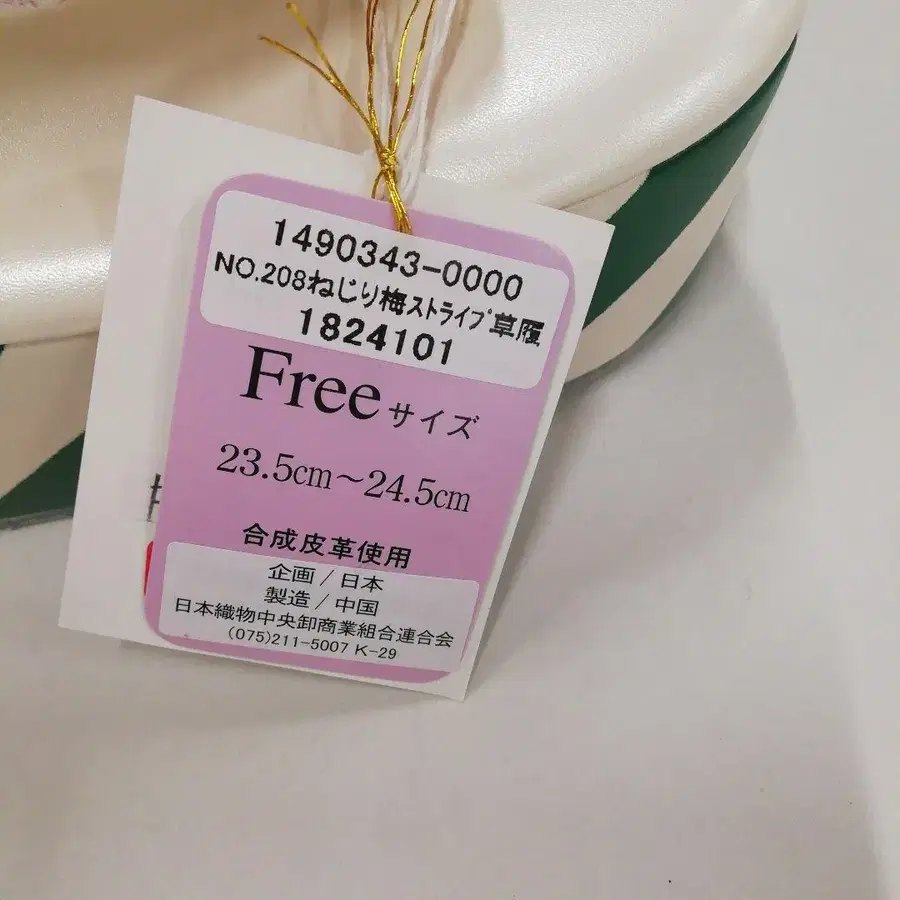 1490343-0000
NO.208ねじり梅ストライプ草履
1824101
Freeサイズ
23.5cm～24.5cm
合成皮革使用
企画/日本
製造/中国
日本織物中央卸商業組合連合会
(075)211-5007 K-29